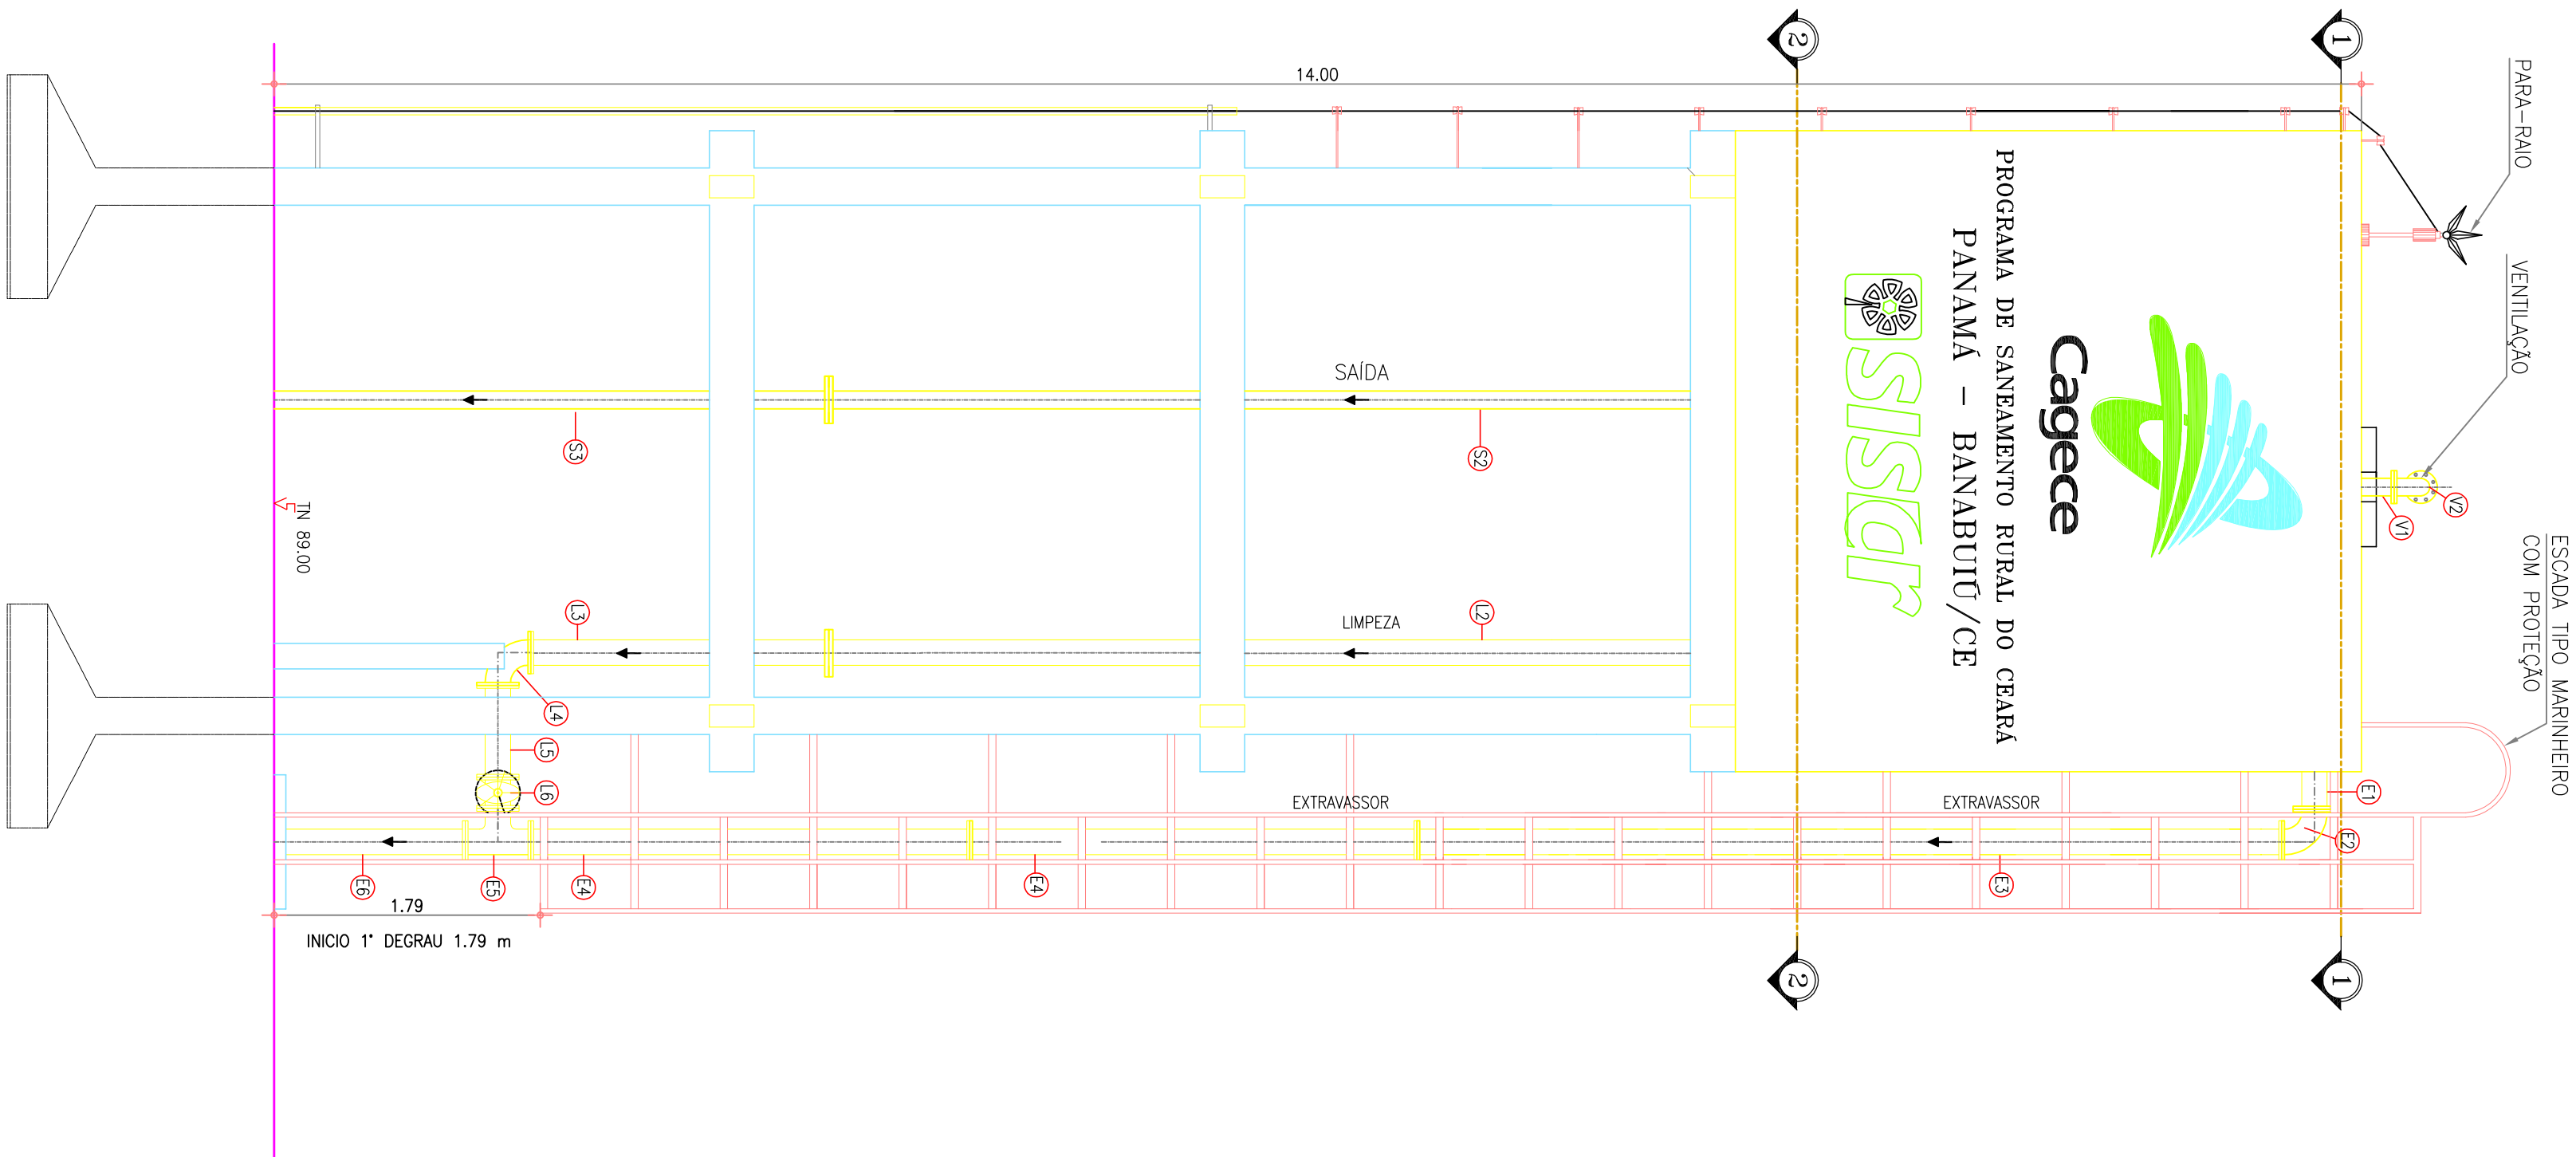 PARA-RAIO
VENTILAÇÃO
ESCADA TIPO MARINHEIRO
COM PROTEÇÃO
V2
V1
1
1
2
2
14.00
Cagece
PROGRAMA DE SANEAMENTO RURAL DO CEARÁ
PANAMÁ - BANABUIÚ/CE
SISar
E1
E2
E3
EXTRAVASSOR
EXTRAVASSOR
SAÍDA
S2
S3
LIMPEZA
L2
L3
L4
L5
L6
E4
E4
E5
E6
TN 89.00
1.79
INICIO 1° DEGRAU 1.79 m